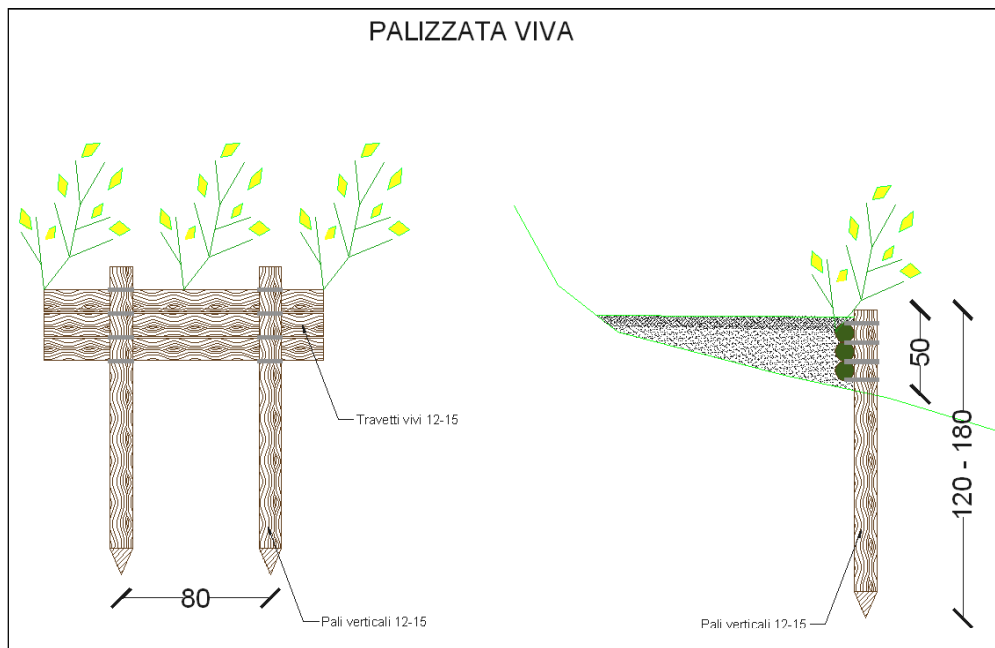 PALIZZATA VIVA
Travetti vivi 12-15
80
Pali verticali 12-15
50
120 - 180
Pali verticali 12-15